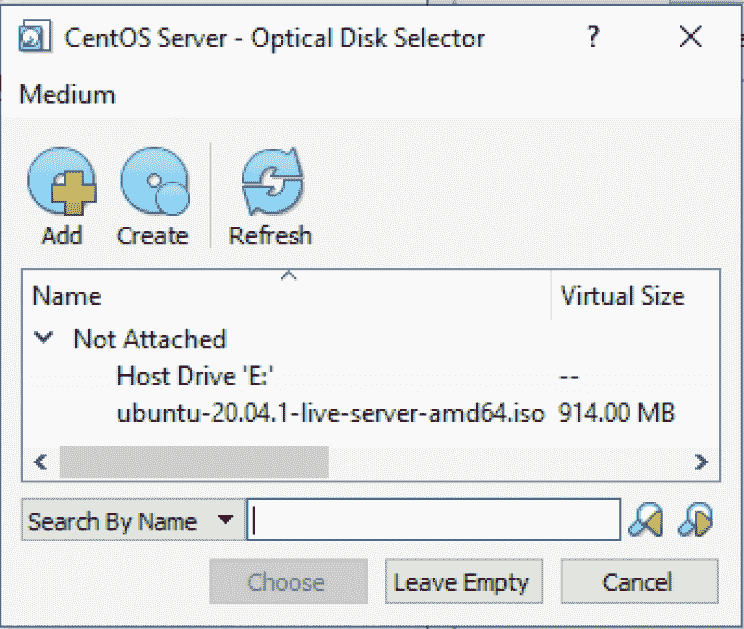 CentOS Server - Optical Disk Selector ?
Medium
Add Create Refresh
Name Virtual Size
Not Attached
Host Drive 'E:' --
ubuntu-20.04.1-live-server-amd64.iso 914.00 MB
Search By Name
Choose Leave Empty Cancel